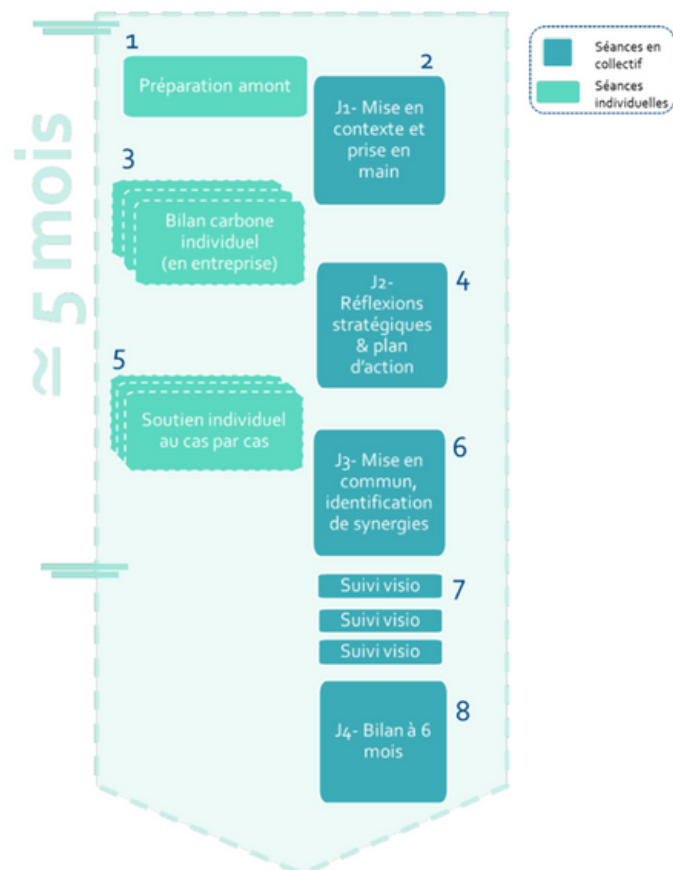 1
Préparation amont
2
J1- Mise en
contexte et
prise en
main
3
Bilan carbone
individuel
(en entreprise)
4
J2-
Réflexions
stratégiques
& plan
d'action
5
Soutien individuel
au cas par cas
6
J3- Mise en
commun,
identification
de synergies
7
Suivi visio
Suivi visio
Suivi visio
8
J4- Bilan à 6
mois
≃ 5 mois
Séances en
collectif
Séances
individuelles